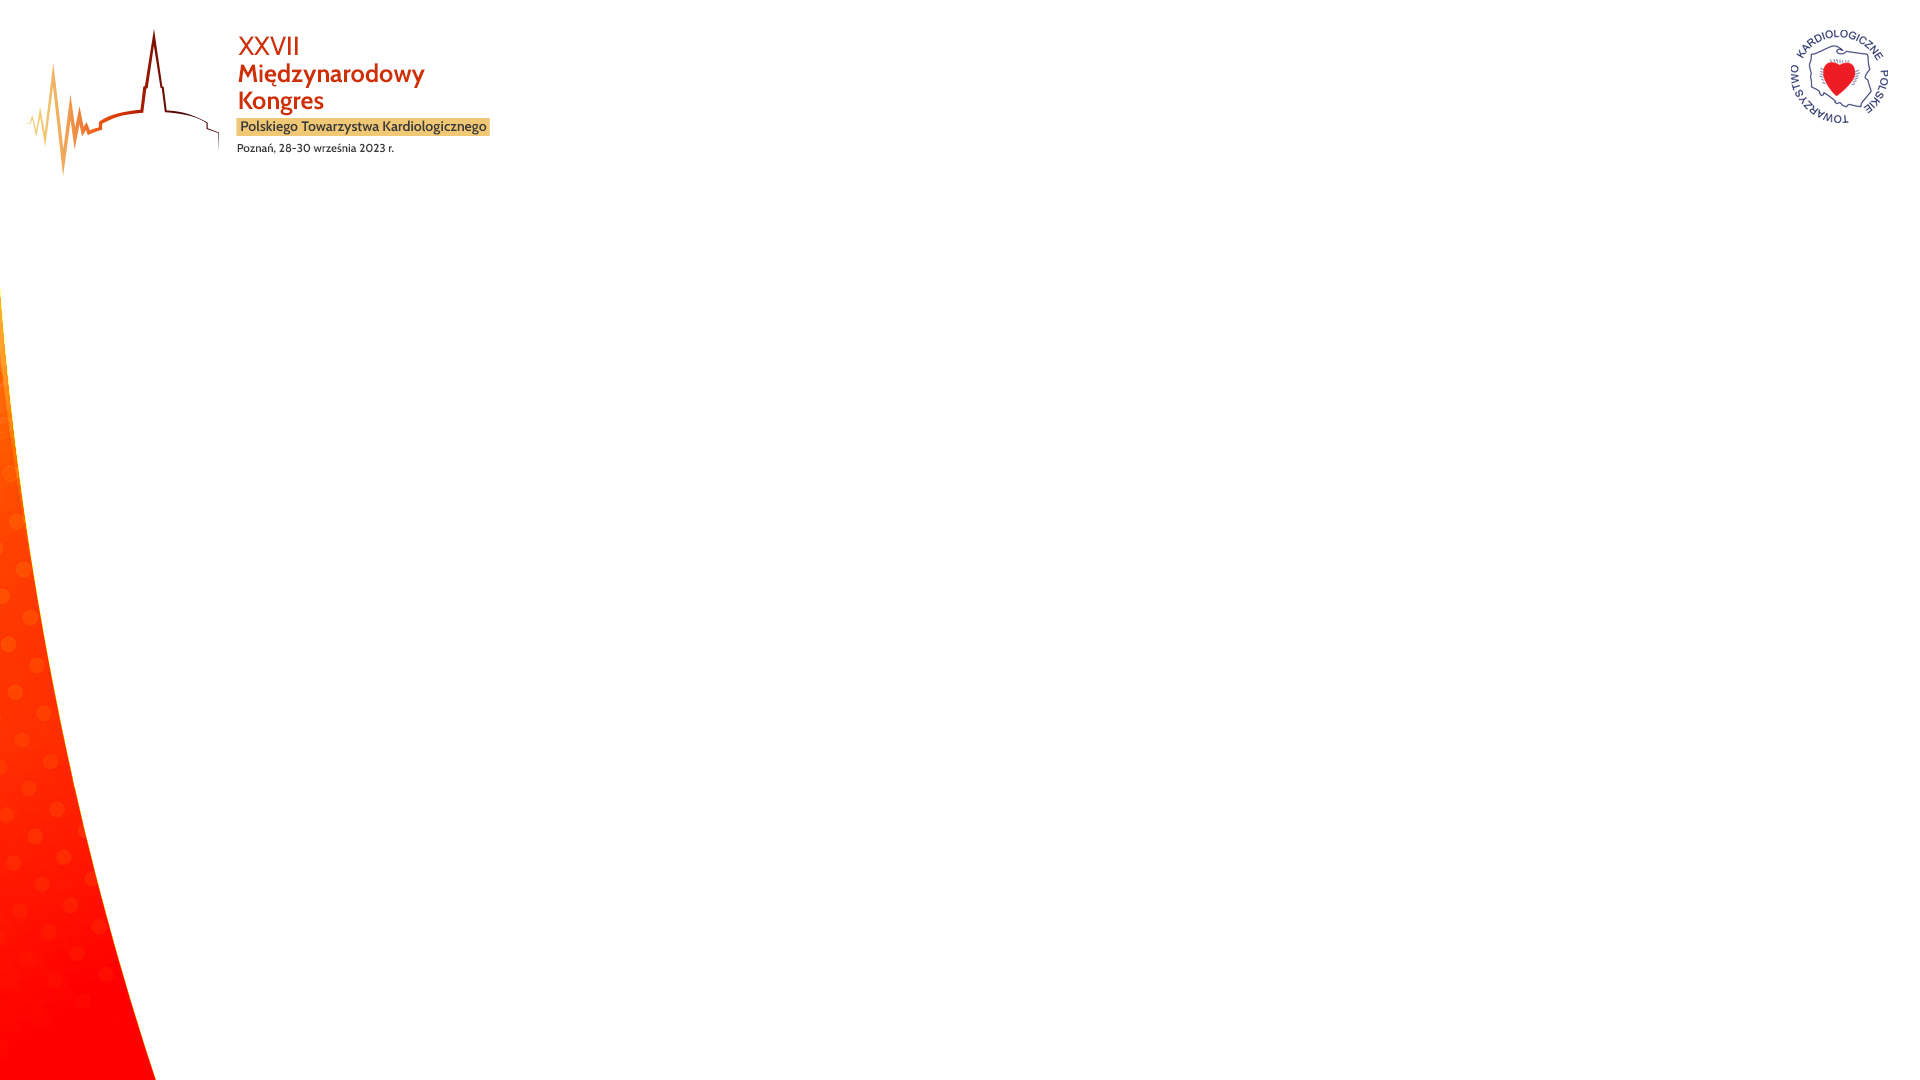 XXVII
Międzynarodowy
Kongres
Polskiego Towarzystwa Kardiologicznego
Poznań, 28-30 września 2023 r.
POLSKIE TOWARZYSTWO KARDIOLOGICZNE